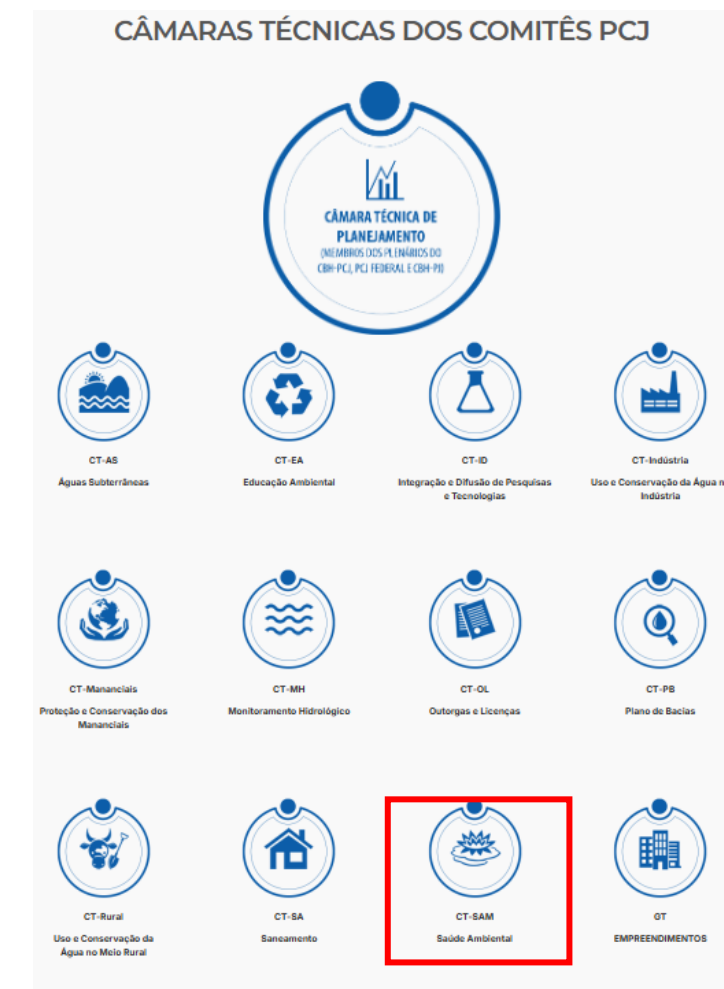 CÂMARAS TÉCNICAS DOS COMITÊS PCJ
CÂMARA TÉCNICA DE
PLANEJAMENTO
(MEMBROS DOS PLENÁRIOS DO
CBH-PCJ, PCJ FEDERAL E CBH-PJ)
CT-AS
Águas Subterrâneas
CT-EA
Educação Ambiental
CT-ID
Integração e Difusão de Pesquisas
e Tecnologias
CT-Indústria
Uso e Conservação da Água n
Indústria
CT-Mananciais
Proteção e Conservação dos
Mananciais
CT-MH
Monitoramento Hidrológico
CT-OL
Outorgas e Licenças
CT-PB
Plano de Bacias
CT-Rural
Uso e Conservação da
Água no Meio Rural
CT-SA
Saneamento
CT-SAM
Saúde Ambiental
GT
EMPREENDIMENTOS